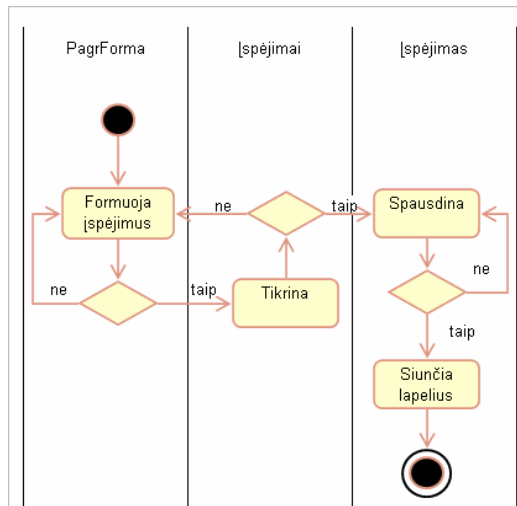 PagrForma
Įspėjimai
Įspėjimas
Formuoja
įspėjimus
ne
taip
Spausdina
ne
taip
Tikrina
ne
taip
Siunčia
lapelius